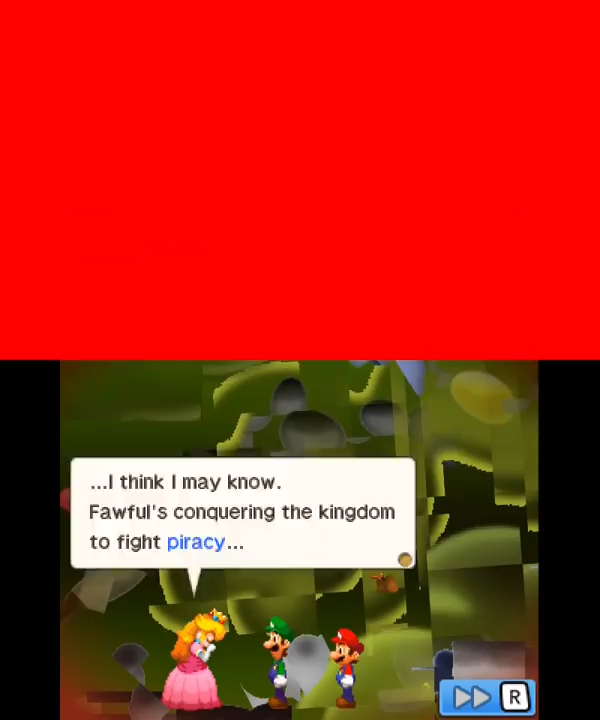 ...I think I may know.
Fawful's conquering the kingdom
to fight piracy...
R